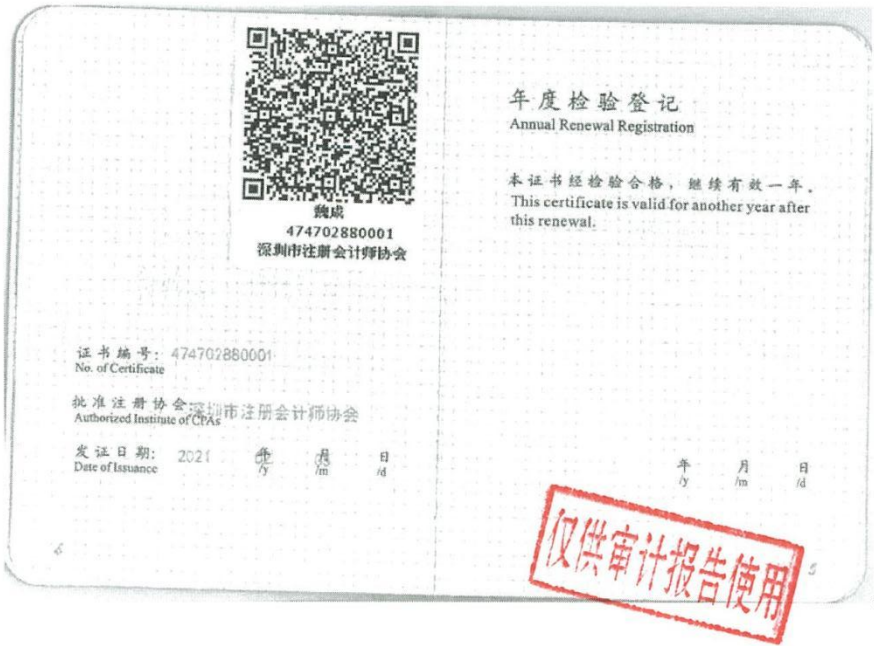 魏成
474702880001
深圳市注册会计师协会
证书编号: 474702880001
No. of Certificate
批准注册协会: 深圳市注册会计师协会
Authorized Institute of CPAs
发证日期: 2021 年 02 月 03 日
Date of Issuance /y /m /d
6
年度检验登记
Annual Renewal Registration
本证书经检验合格，继续有效一年。
This certificate is valid for another year after
this renewal.
年 月 日
/y /m /d
仅供审计报告使用
5